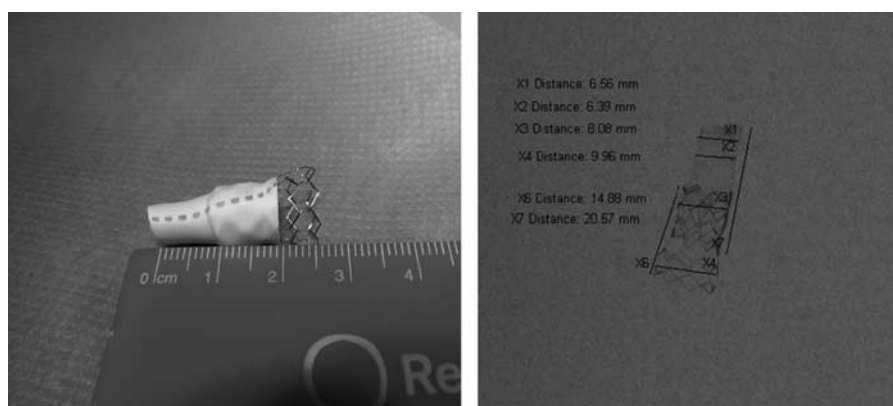 0 cm 1 2 3 4
Re
X1 Distance: 6.56 mm
X2 Distance: 6.39 mm
X3 Distance: 8.08 mm
X4 Distance: 9.96 mm
X6 Distance: 14.88 mm
X7 Distance: 20.57 mm
X1
X2
X3
X7
X6 X4